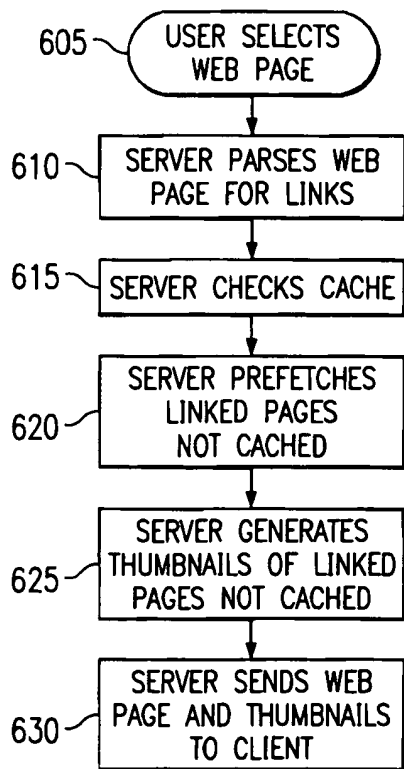 605
USER SELECTS
WEB PAGE
610
SERVER PARSES WEB
PAGE FOR LINKS
615
SERVER CHECKS CACHE
620
SERVER PREFETCHES
LINKED PAGES
NOT CACHED
625
SERVER GENERATES
THUMBNAILS OF LINKED
PAGES NOT CACHED
630
SERVER SENDS WEB
PAGE AND THUMBNAILS
TO CLIENT